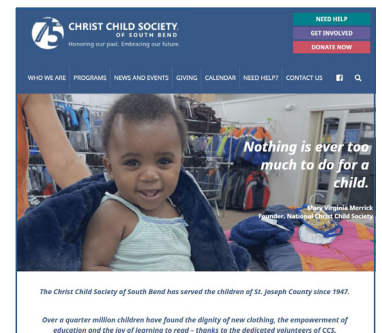 75
CHRIST CHILD SOCIETY
OF SOUTH BEND
Honoring our past. Embracing our future.
NEED HELP
GET INVOLVED
DONATE NOW
WHO WE ARE PROGRAMS NEWS AND EVENTS GIVING CALENDAR NEED HELP? CONTACT US
Nothing is ever too
much to do for a
child.
Mary Virginia Merrick
Founder, National Christ Child Society
The Christ Child Society of South Bend has served the children of St. Joseph County since 1947.
Over a quarter million children have found the dignity of new clothing, the empowerment of
education and the joy of learning to read – thanks to the dedicated volunteers of CCS.